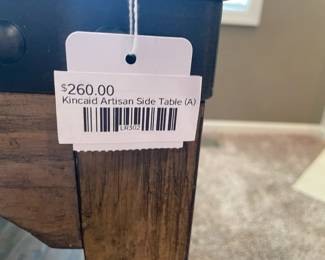 $260.00
Kincaid Artisan Side Table (A)
LR302